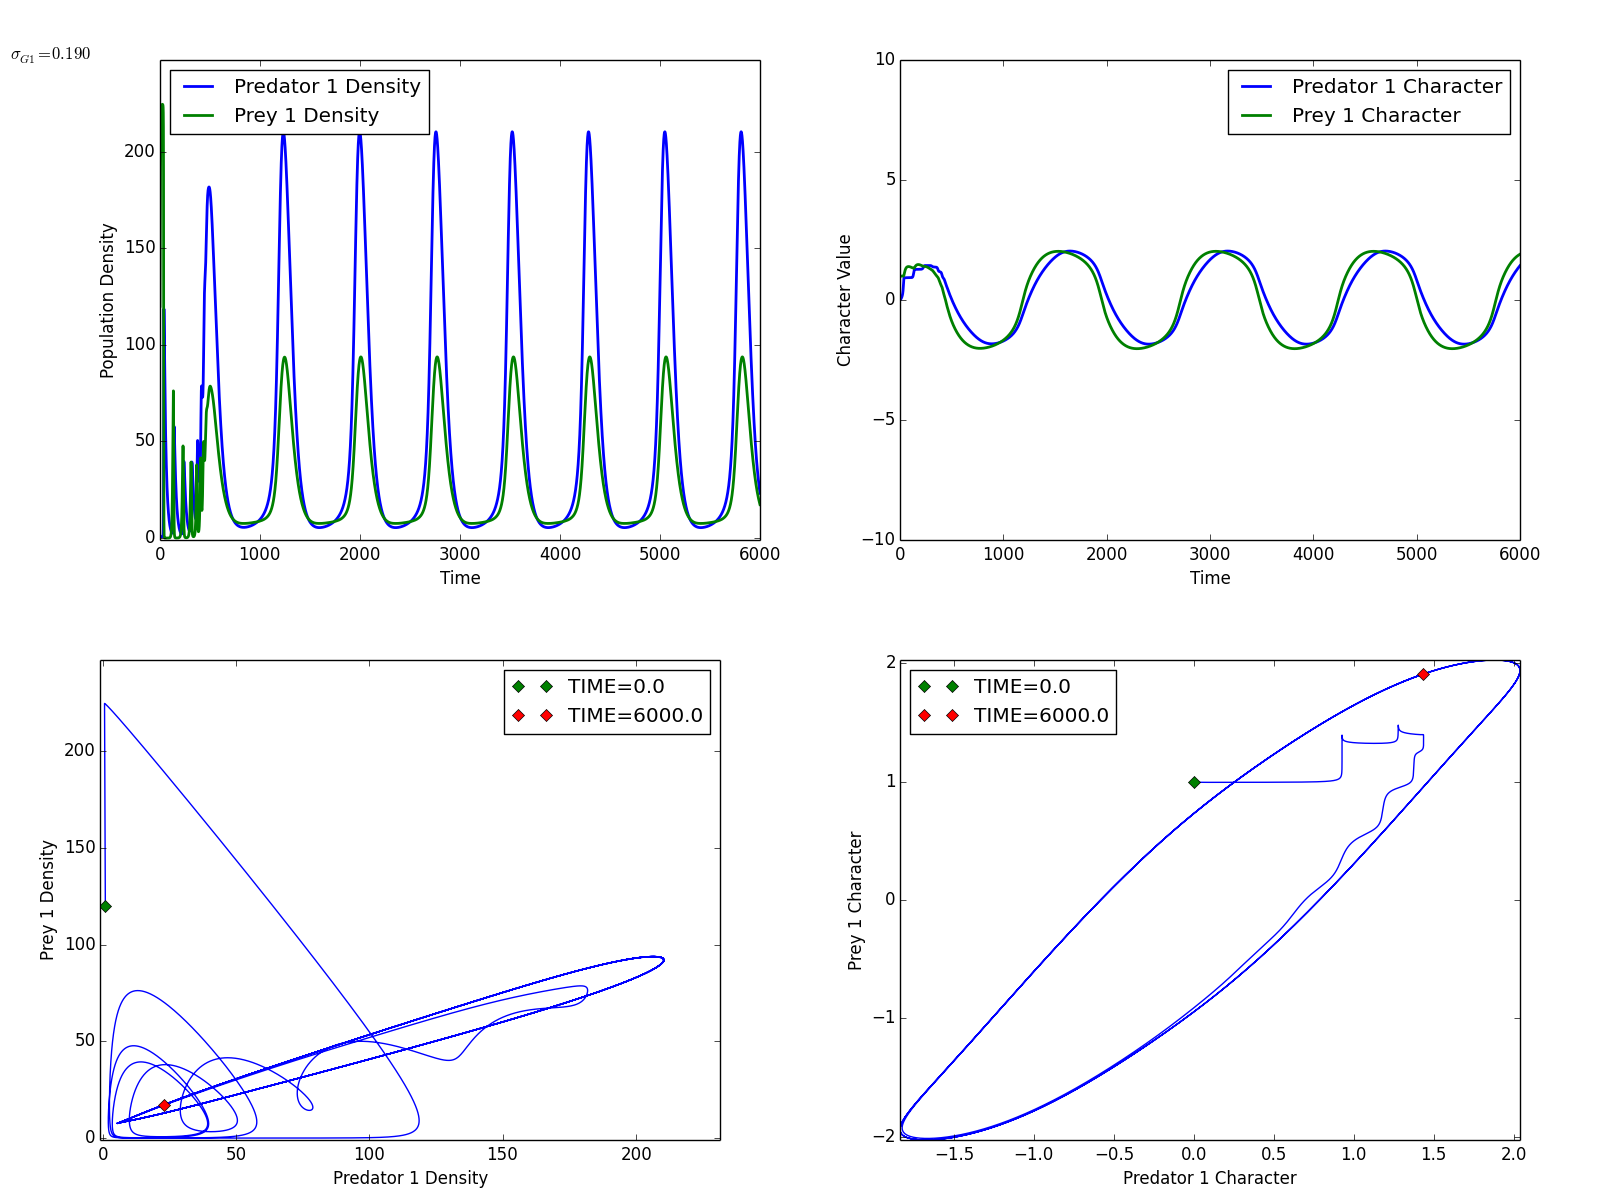 σ_G1=0.190
Predator 1 Density
Prey 1 Density
200
150
100
50
0
Population Density
0 1000 2000 3000 4000 5000 6000
Time
Predator 1 Character
Prey 1 Character
10
5
0
−5
−10
Character Value
0 1000 2000 3000 4000 5000 6000
Time
TIME=0.0
TIME=6000.0
200
150
100
50
0
Prey 1 Density
0 50 100 150 200
Predator 1 Density
TIME=0.0
TIME=6000.0
2
1
0
−1
−2
Prey 1 Character
−1.5 −1.0 −0.5 0.0 0.5 1.0 1.5 2.0
Predator 1 Character